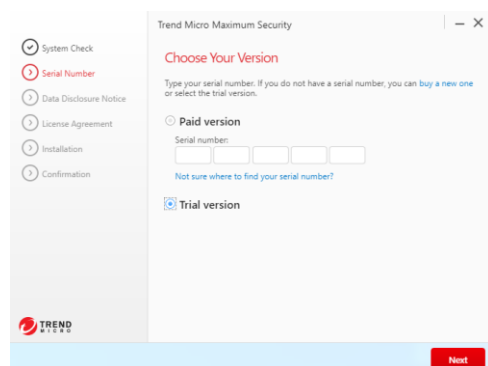 Trend Micro Maximum Security
System Check
Serial Number
Data Disclosure Notice
License Agreement
Installation
Confirmation
Choose Your Version
Type your serial number. If you do not have a serial number, you can buy a new one
or select the trial version.
Paid version
Serial number:
Not sure where to find your serial number?
Trial version
TREND
MICRO
Next